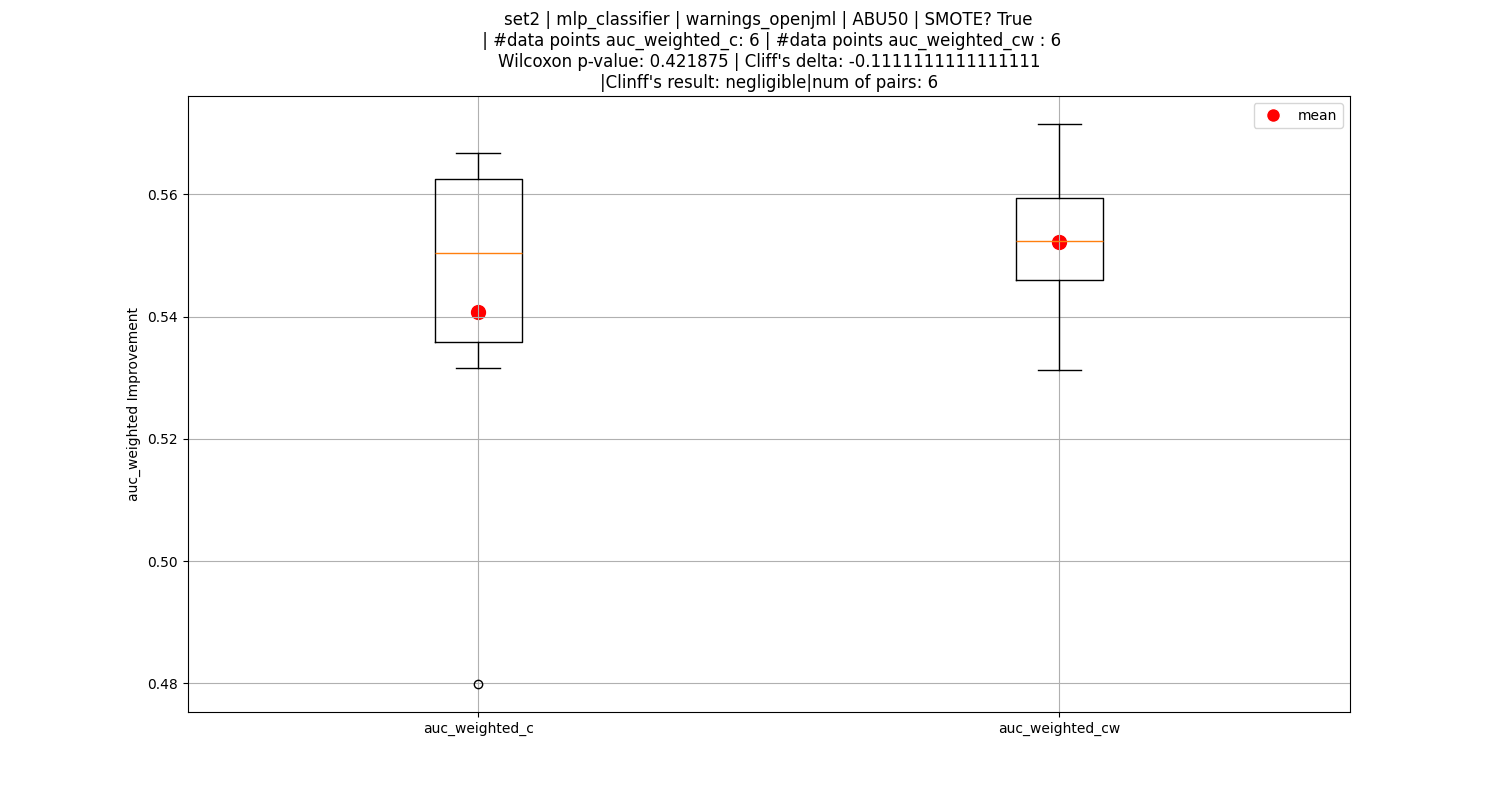 set2 | mlp_classifier | warnings_openjml | ABU50 | SMOTE? True
| #data points auc_weighted_c: 6 | #data points auc_weighted_cw : 6
Wilcoxon p-value: 0.421875 | Cliff's delta: -0.1111111111111111
|Clinff's result: negligible|num of pairs: 6
mean
auc_weighted Improvement
0.56
0.54
0.52
0.50
0.48
auc_weighted_c
auc_weighted_cw